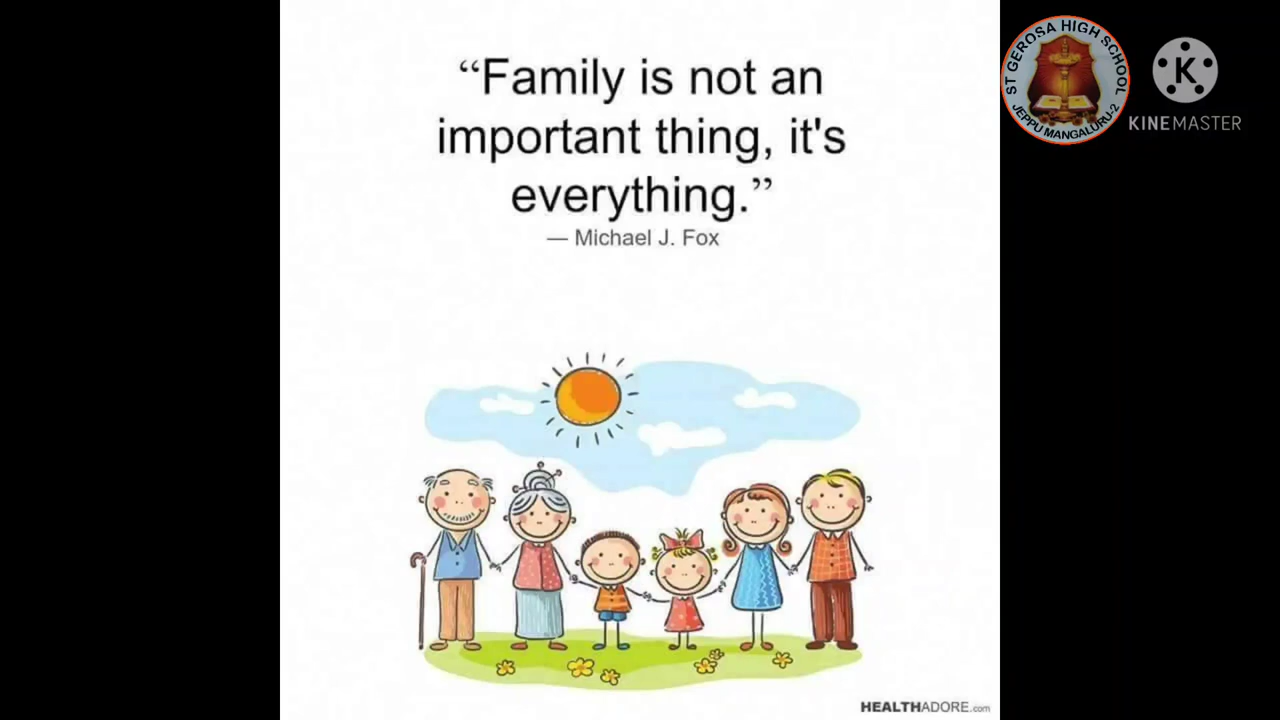 “Family is not an
important thing, it's
everything.”
— Michael J. Fox
ST GEROSA HIGH SCHOOL
JEPPU MANGALURU-2
K
KINEMASTER
HEALTHADORE.com